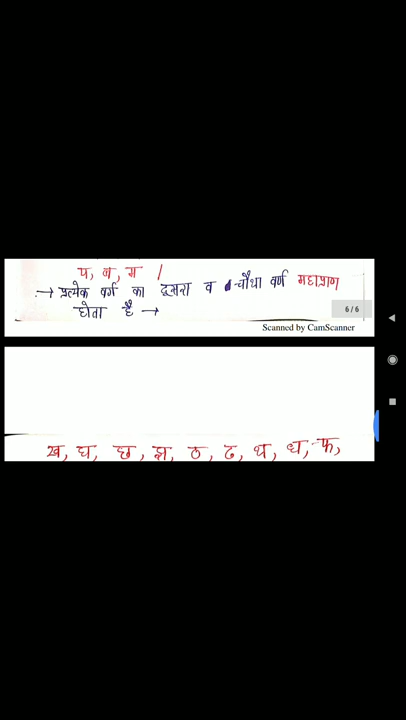 प, ब, म /
→ प्रत्येक वर्ग का दूसरा व चौथा वर्ण महाप्राण
होता है →
6 / 6
Scanned by CamScanner
ख, घ, छ, झ, ठ, ढ, थ, ध, फ,